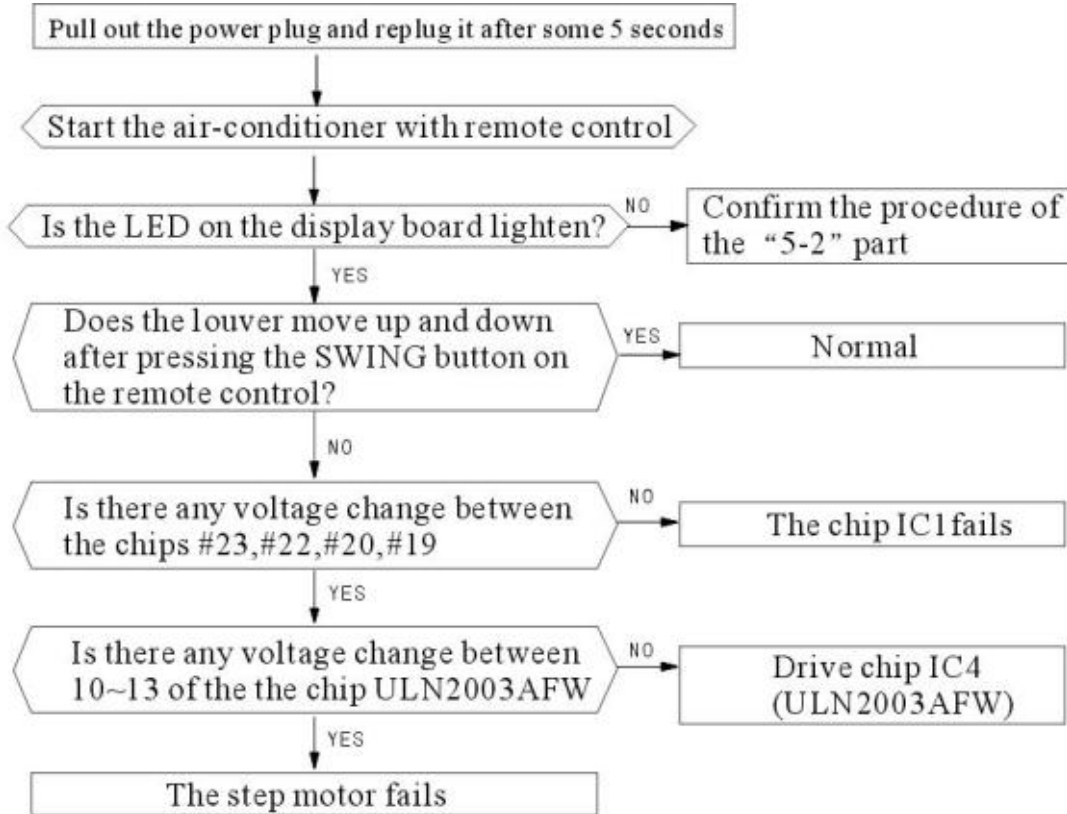 Pull out the power plug and replug it after some 5 seconds
Start the air-conditioner with remote control
Is the LED on the display board lighten?
NO
Confirm the procedure of
the “5-2” part
YES
Does the louver move up and down
after pressing the SWING button on
the remote control?
YES
Normal
NO
Is there any voltage change between
the chips #23,#22,#20,#19
NO
The chip IC1fails
YES
Is there any voltage change between
10~13 of the the chip ULN2003AFW
NO
Drive chip IC4
(ULN2003AFW)
YES
The step motor fails